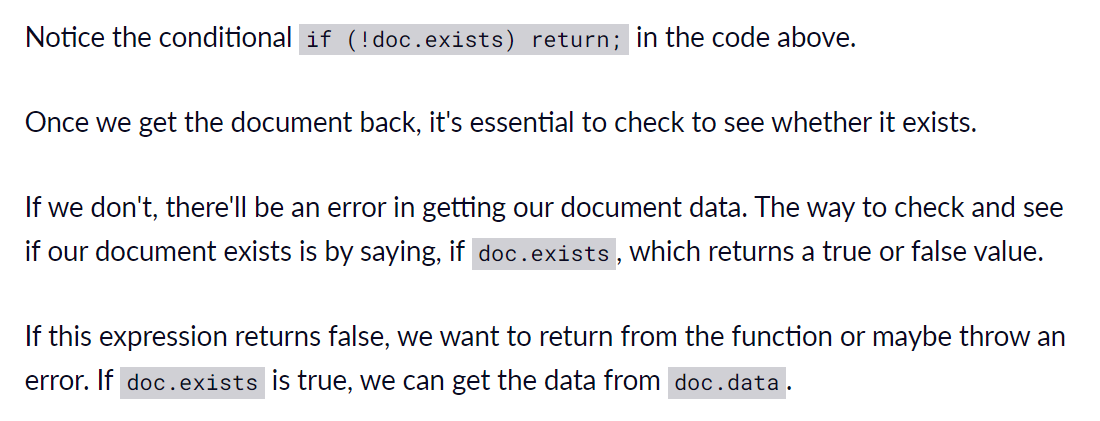 Notice the conditional if (!doc.exists) return; in the code above.
Once we get the document back, it's essential to check to see whether it exists.
If we don't, there'll be an error in getting our document data. The way to check and see
if our document exists is by saying, if doc.exists, which returns a true or false value.
If this expression returns false, we want to return from the function or maybe throw an
error. If doc.exists is true, we can get the data from doc.data.